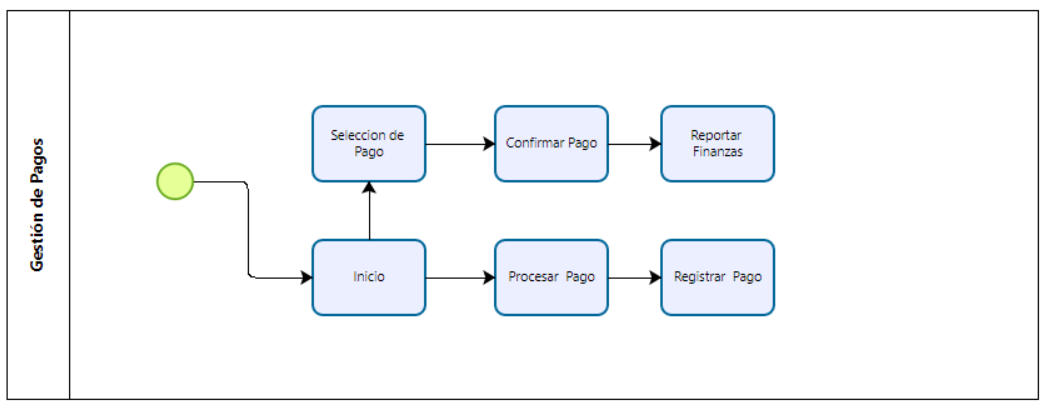 Gestión de Pagos
Seleccion de
Pago
Confirmar Pago
Reportar
Finanzas
Inicio
Procesar Pago
Registrar Pago